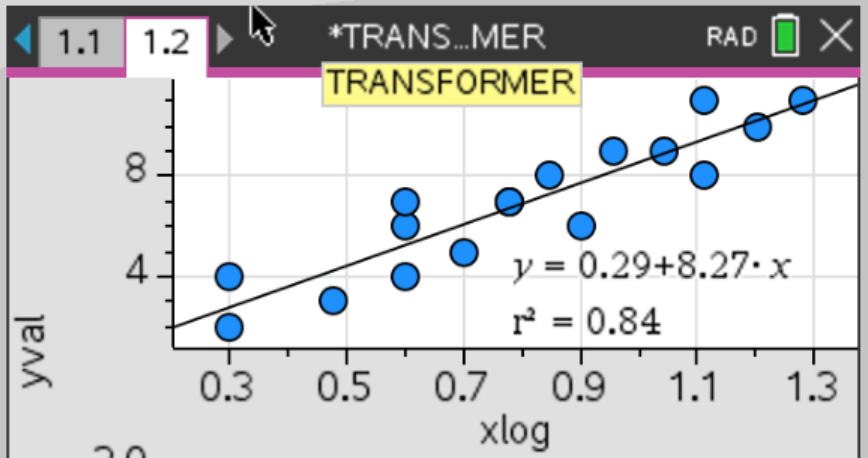 1.1 1.2 *TRANS...MER RAD
TRANSFORMER
8
4
y = 0.29+8.27· x
r² = 0.84
yval
0.3 0.5 0.7 0.9 1.1 1.3
xlog